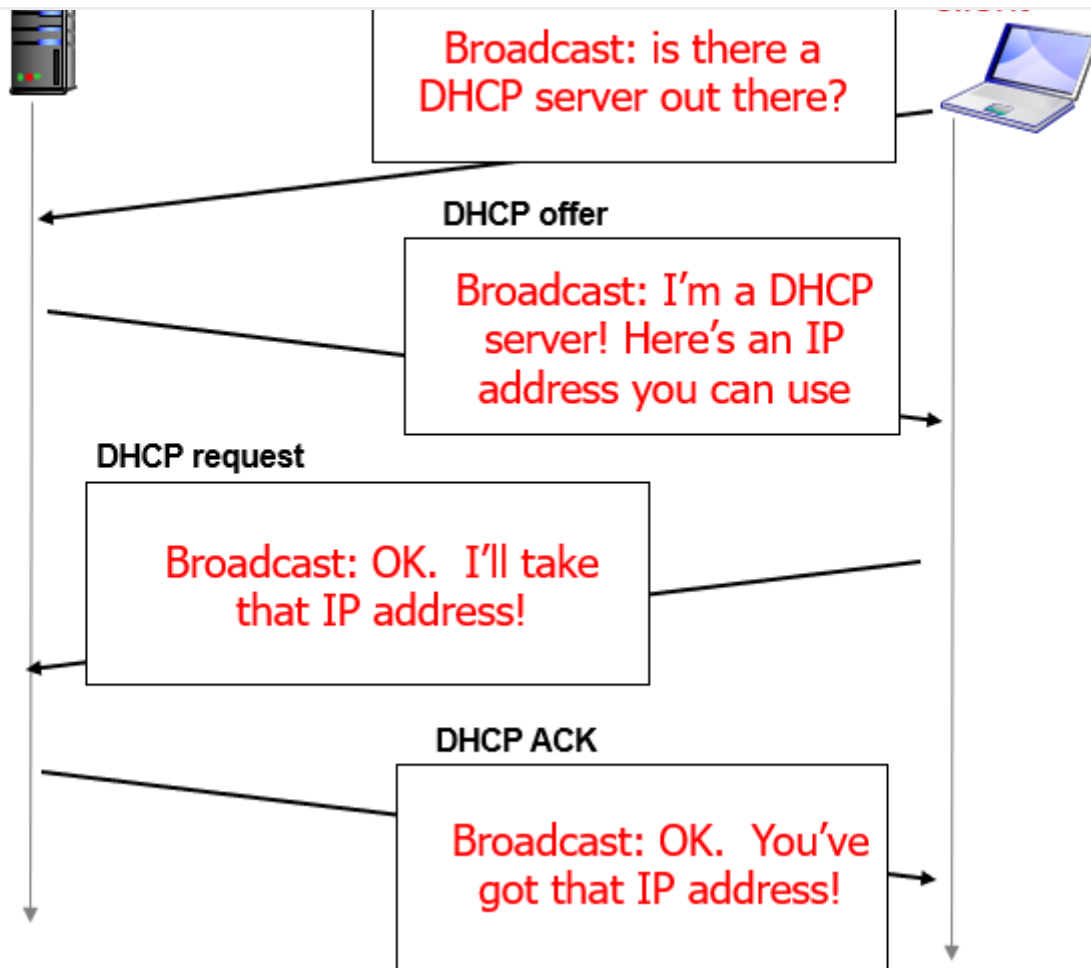 Broadcast: is there a
DHCP server out there?
DHCP offer
Broadcast: I'm a DHCP
server! Here's an IP
address you can use
DHCP request
Broadcast: OK.  I'll take
that IP address!
DHCP ACK
Broadcast: OK.  You've
got that IP address!